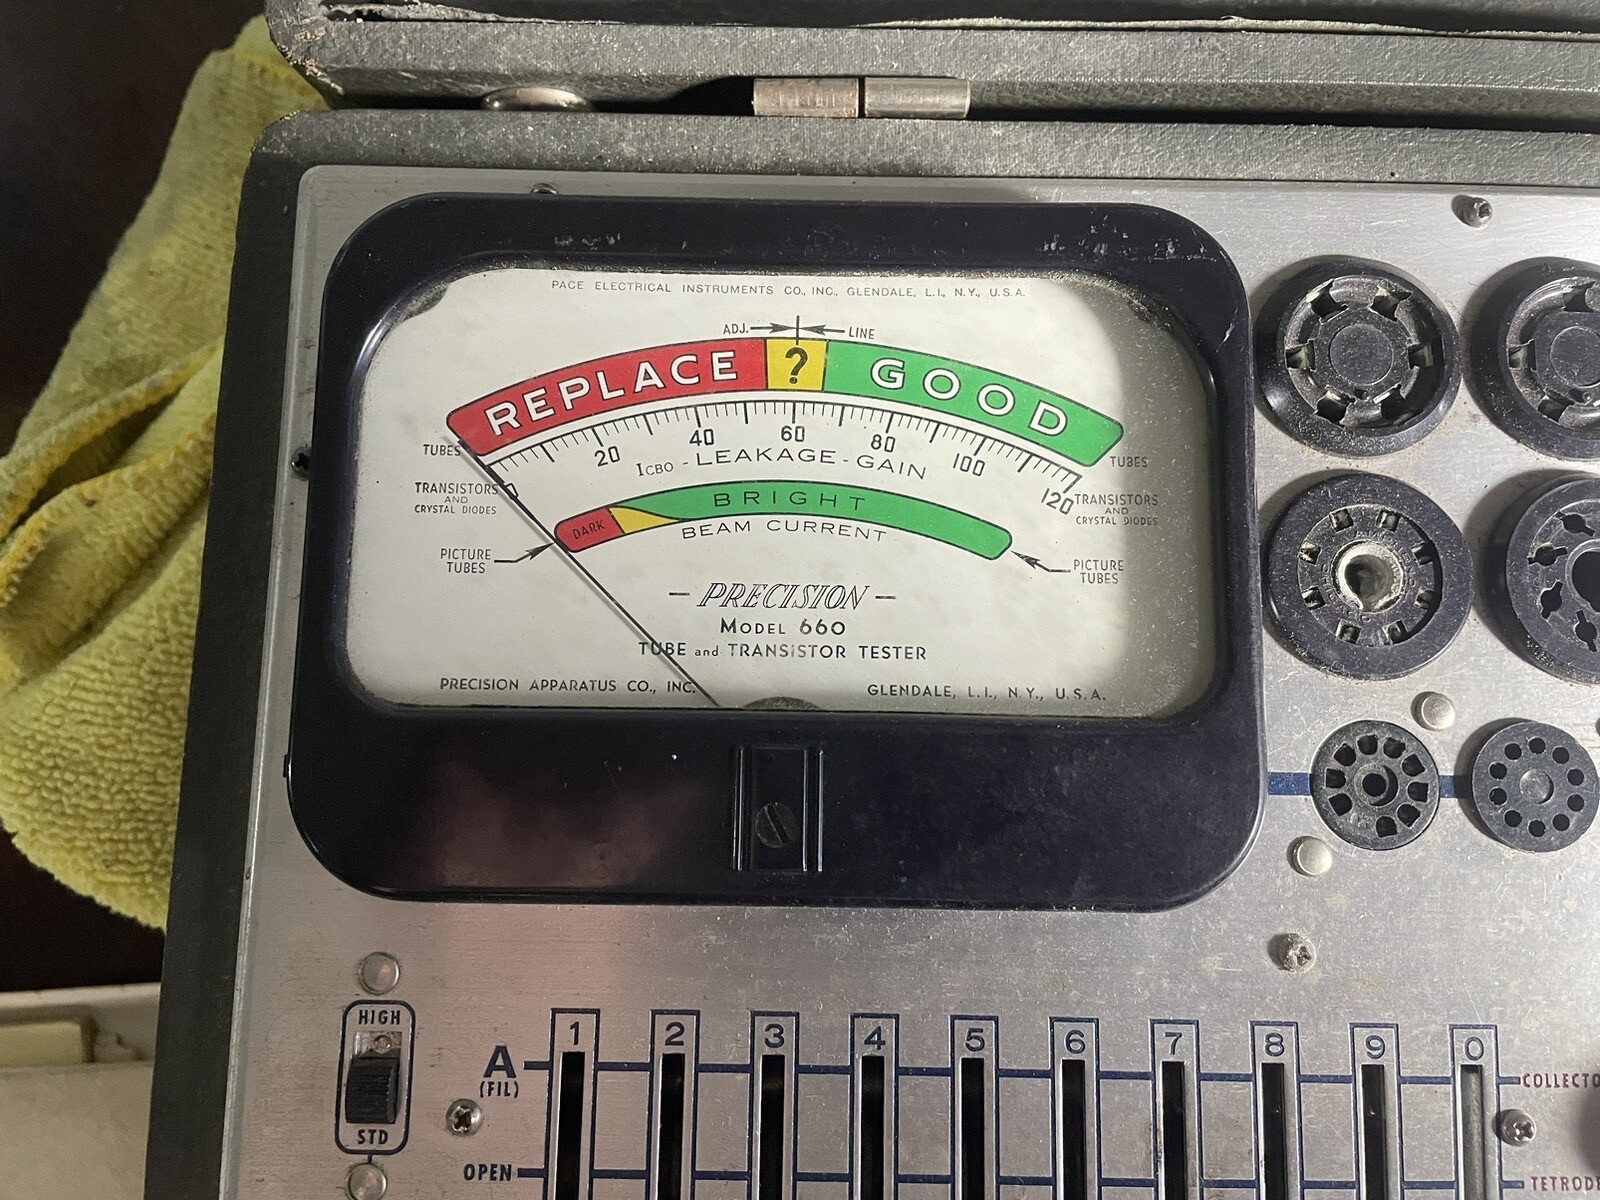 PACE ELECTRICAL INSTRUMENTS CO., INC., GLENDALE, L.I., N.Y., U.S.A.
ADJ. LINE
REPLACE ? GOOD
TUBES TUBES
0 20 40 60 80 100 120
ICBO - LEAKAGE - GAIN
TRANSISTORS AND CRYSTAL DIODES
TRANSISTORS AND CRYSTAL DIODES
DARK BRIGHT
BEAM CURRENT
PICTURE TUBES
PICTURE TUBES
— PRECISION —
MODEL 660
TUBE and TRANSISTOR TESTER
PRECISION APPARATUS CO., INC. GLENDALE, L.I., N.Y., U.S.A.
HIGH
STD
1 2 3 4 5 6 7 8 9 0
A
(FIL)
OPEN